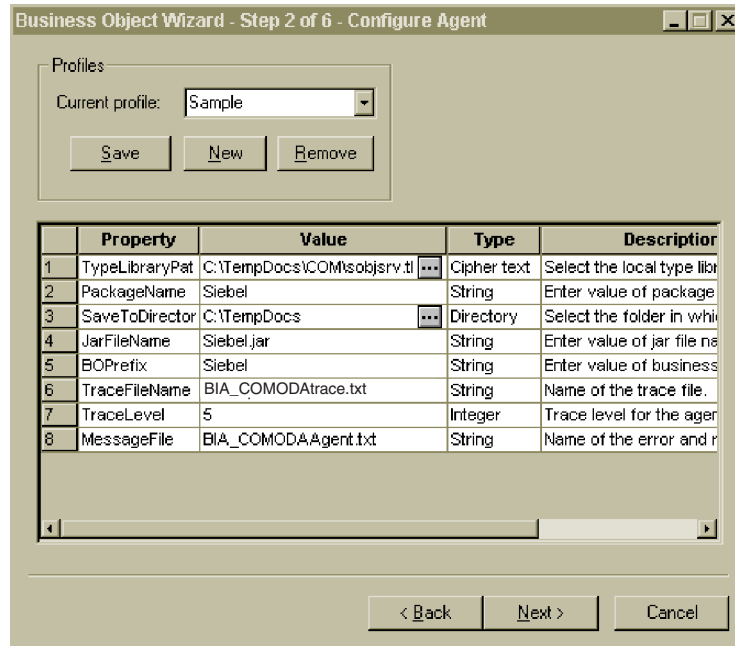 Business Object Wizard - Step 2 of 6 - Configure Agent
Profiles
Current profile: Sample
Save New Remove
Property Value Type Description
1 TypeLibraryPat C:\TempDocs\COM\sobjsrv.tl ... Cipher text Select the local type libr
2 PackageName Siebel String Enter value of package
3 SaveToDirector C:\TempDocs ... Directory Select the folder in whic
4 JarFileName Siebel.jar String Enter value of jar file na
5 BOPrefix Siebel String Enter value of business
6 TraceFileName BIA_COMODAtrace.txt String Name of the trace file.
7 TraceLevel 5 Integer Trace level for the agen
8 MessageFile BIA_COMODAAgent.txt String Name of the error and n
< Back Next > Cancel